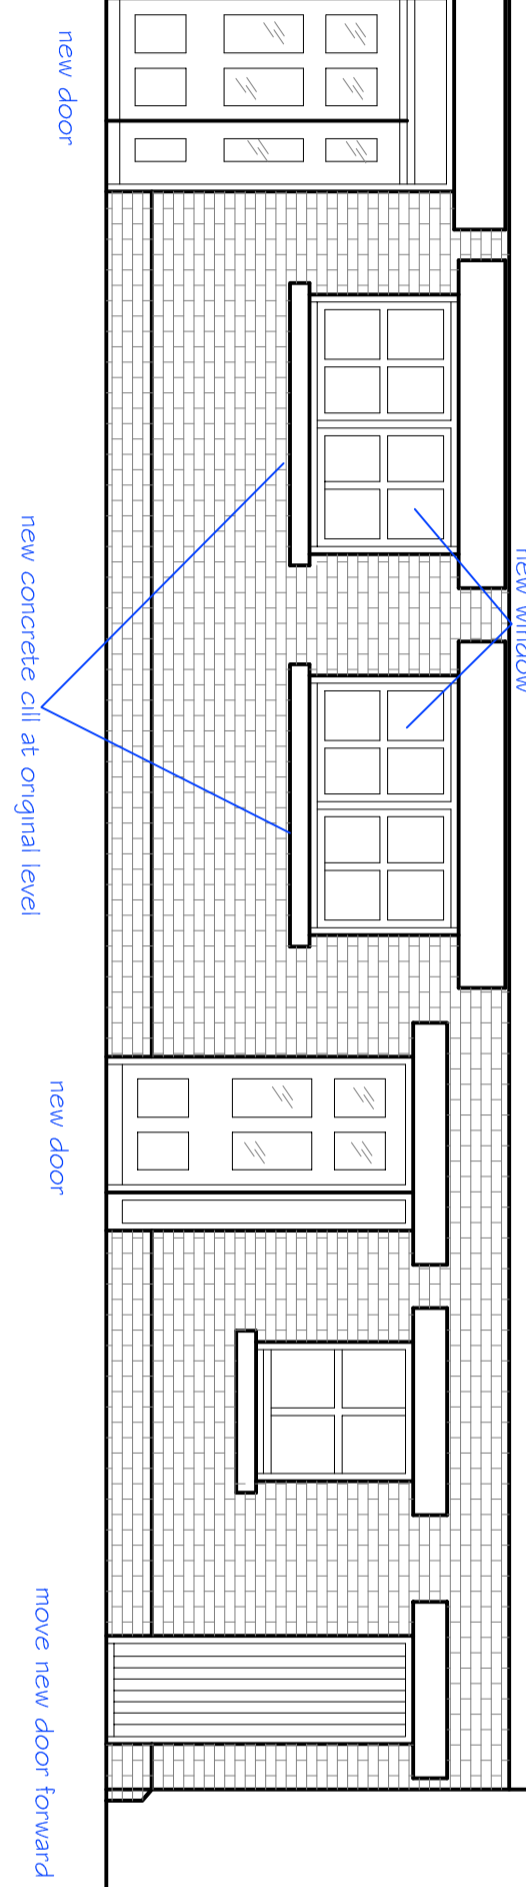 new window
new door
new concrete cill at original level
new door
move new door forward